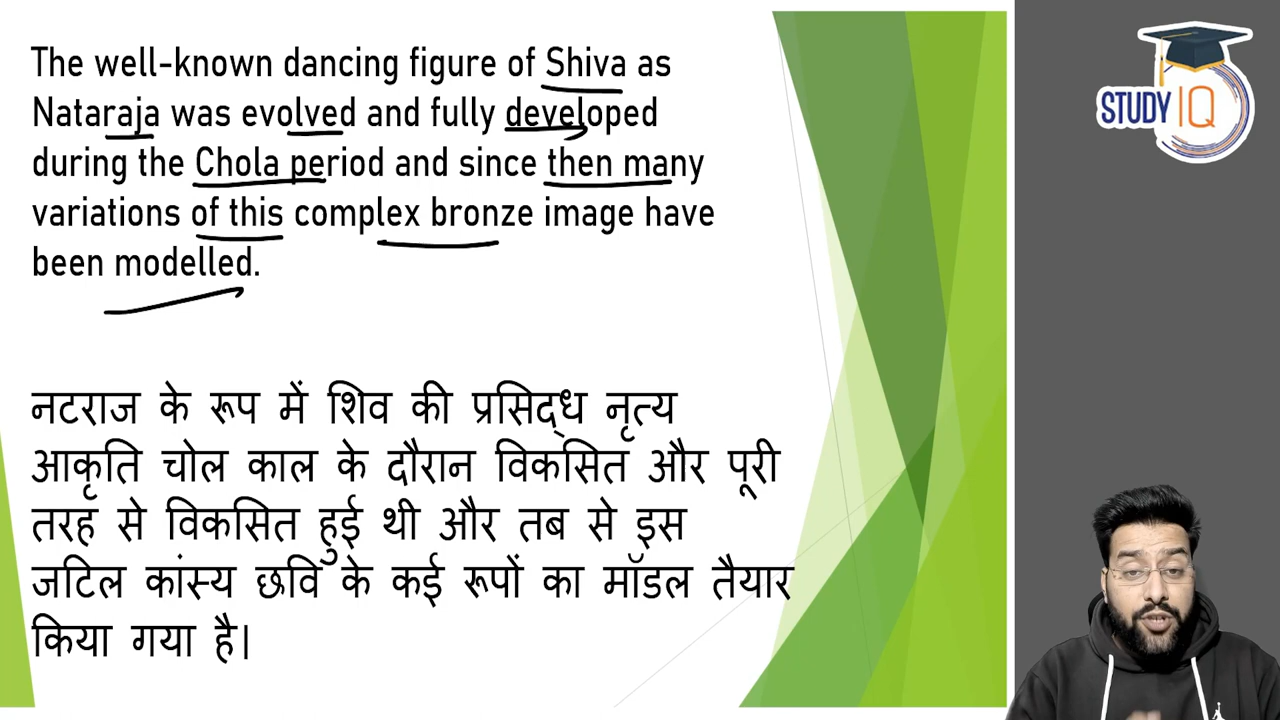 The well-known dancing figure of Shiva as
Nataraja was evolved and fully developed
during the Chola period and since then many
variations of this complex bronze image have
been modelled.
नटराज के रूप में शिव की प्रसिद्ध नृत्य
आकृति चोल काल के दौरान विकसित और पूरी
तरह से विकसित हुई थी और तब से इस
जटिल कांस्य छवि के कई रूपों का मॉडल तैयार
किया गया है।
STUDY IQ